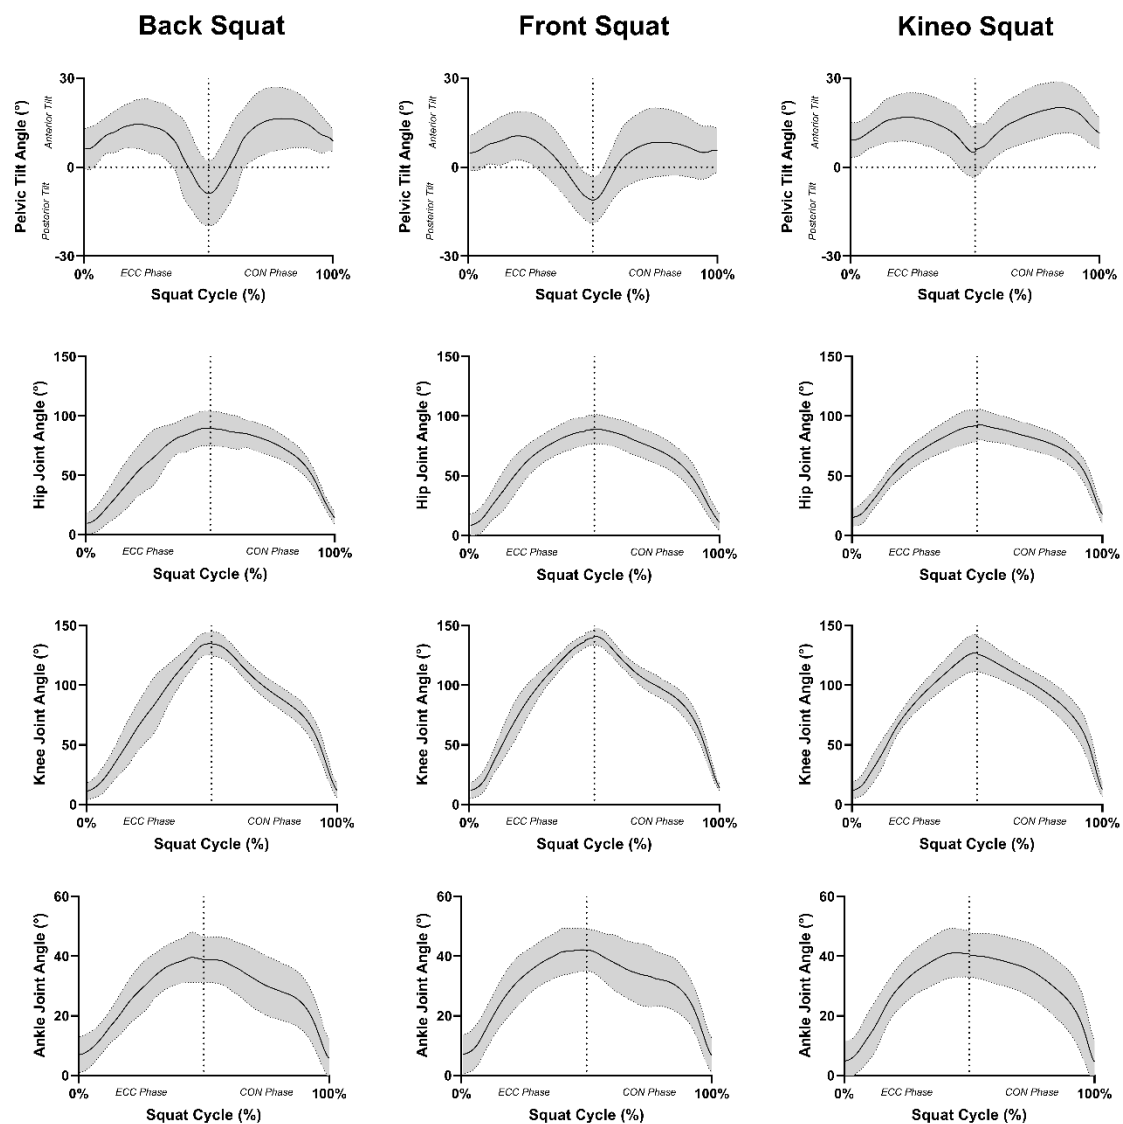 Back Squat
Front Squat
Kineo Squat
Pelvic Tilt Angle (°)
Posterior Tilt
Anterior Tilt
30
0
-30
0%
ECC Phase
CON Phase
100%
Squat Cycle (%)
Pelvic Tilt Angle (°)
Posterior Tilt
Anterior Tilt
30
0
-30
0%
ECC Phase
CON Phase
100%
Squat Cycle (%)
Pelvic Tilt Angle (°)
Posterior Tilt
Anterior Tilt
30
0
-30
0%
ECC Phase
CON Phase
100%
Squat Cycle (%)
Hip Joint Angle (°)
150
100
50
0
0%
ECC Phase
CON Phase
100%
Squat Cycle (%)
Hip Joint Angle (°)
150
100
50
0
0%
ECC Phase
CON Phase
100%
Squat Cycle (%)
Hip Joint Angle (°)
150
100
50
0
0%
ECC Phase
CON Phase
100%
Squat Cycle (%)
Knee Joint Angle (°)
150
100
50
0
0%
ECC Phase
CON Phase
100%
Squat Cycle (%)
Knee Joint Angle (°)
150
100
50
0
0%
ECC Phase
CON Phase
100%
Squat Cycle (%)
Knee Joint Angle (°)
150
100
50
0
0%
ECC Phase
CON Phase
100%
Squat Cycle (%)
Ankle Joint Angle (°)
60
40
20
0
0%
ECC Phase
CON Phase
100%
Squat Cycle (%)
Ankle Joint Angle (°)
60
40
20
0
0%
ECC Phase
CON Phase
100%
Squat Cycle (%)
Ankle Joint Angle (°)
60
40
20
0
0%
ECC Phase
CON Phase
100%
Squat Cycle (%)